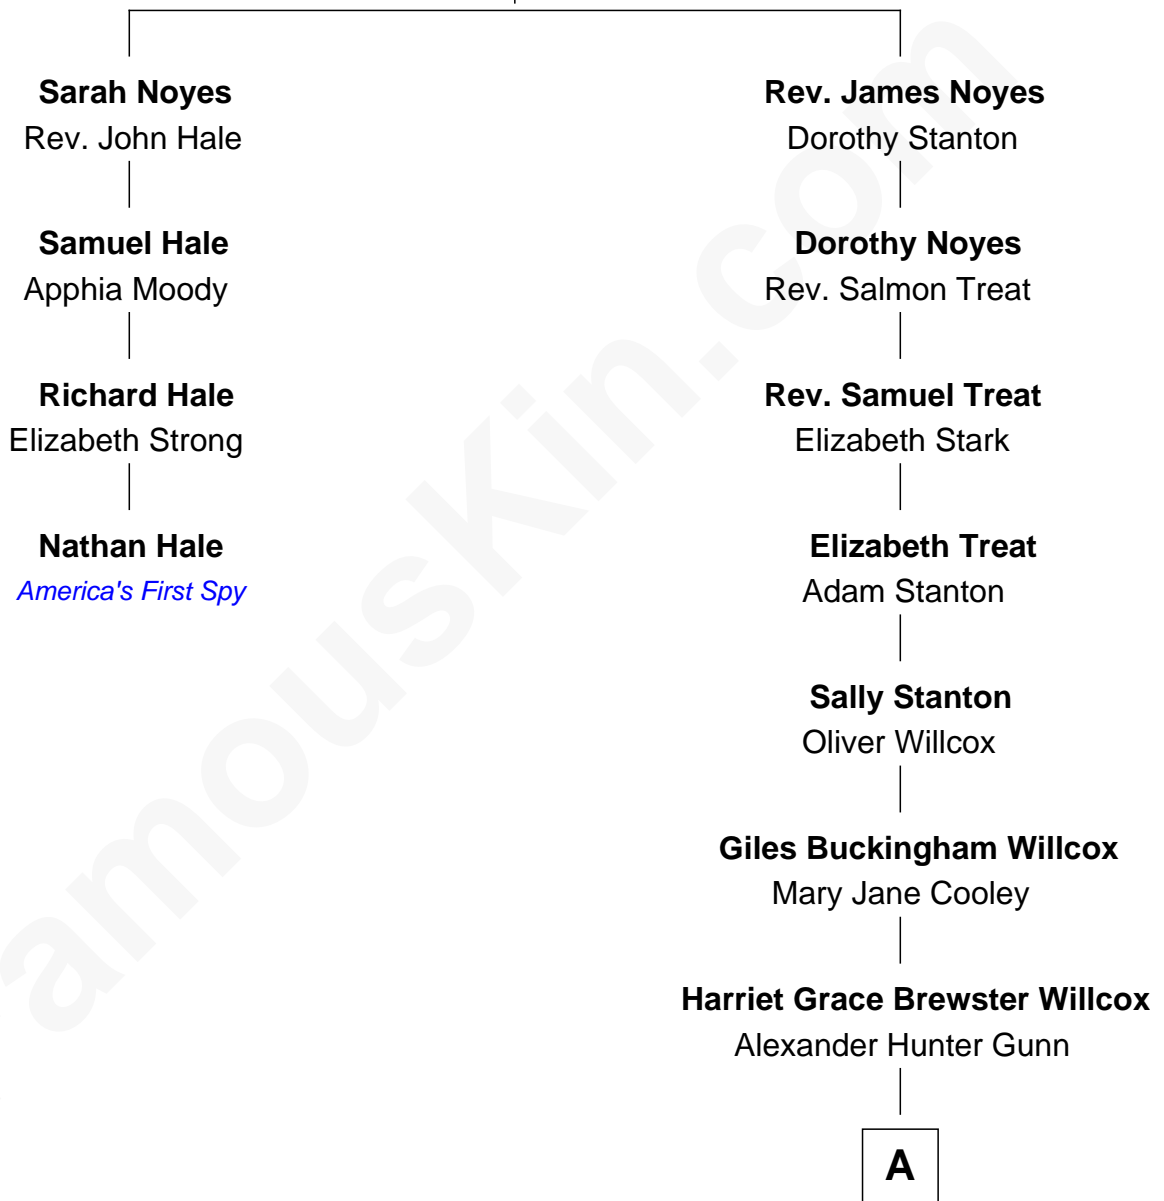 Sarah Noyes
Rev. John Hale
Samuel Hale
Apphia Moody
Richard Hale
Elizabeth Strong
Nathan Hale
America's First Spy
Rev. James Noyes
Dorothy Stanton
Dorothy Noyes
Rev. Salmon Treat
Rev. Samuel Treat
Elizabeth Stark
Elizabeth Treat
Adam Stanton
Sally Stanton
Oliver Willcox
Giles Buckingham Willcox
Mary Jane Cooley
Harriet Grace Brewster Willcox
Alexander Hunter Gunn
A
amouskin.com